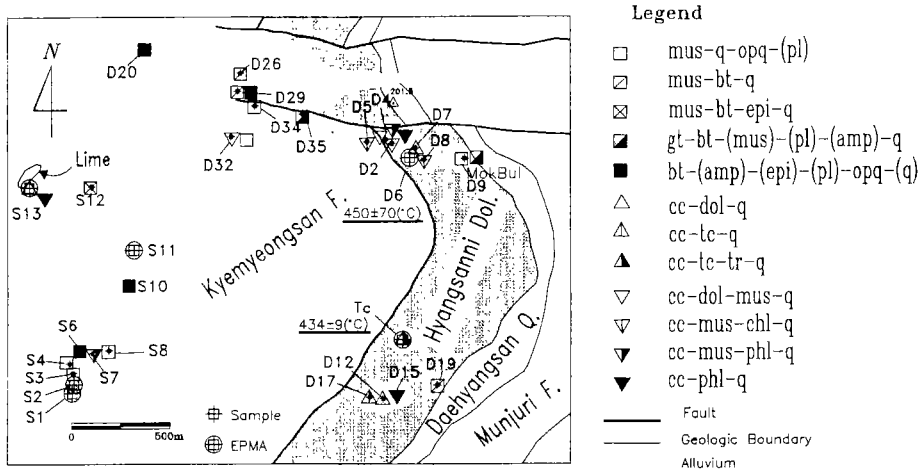 N
D20
D26
D29
D34
D35
D32
D5
D4
201.8
D7
D8
D2
D6
D9
MokBul
Lime
S13
S12
450±70(°C)
S11
S10
Kyemyeongsan F.
Hyangsanni Dol.
Tc
434±9(°C)
S6
S8
S4
S7
S3
S2
S1
D12
D17
D15
D19
Daehyangsan Q.
Munjuri F.
0
500m
Sample
EPMA
Legend
mus-q-opq-(pl)
mus-bt-q
mus-bt-epi-q
gt-bt-(mus)-(pl)-(amp)-q
bt-(amp)-(epi)-(pl)-opq-(q)
cc-dol-q
cc-tc-q
cc-tc-tr-q
cc-dol-mus-q
cc-mus-chl-q
cc-mus-phl-q
cc-phl-q
Fault
Geologic Boundary
Alluvium